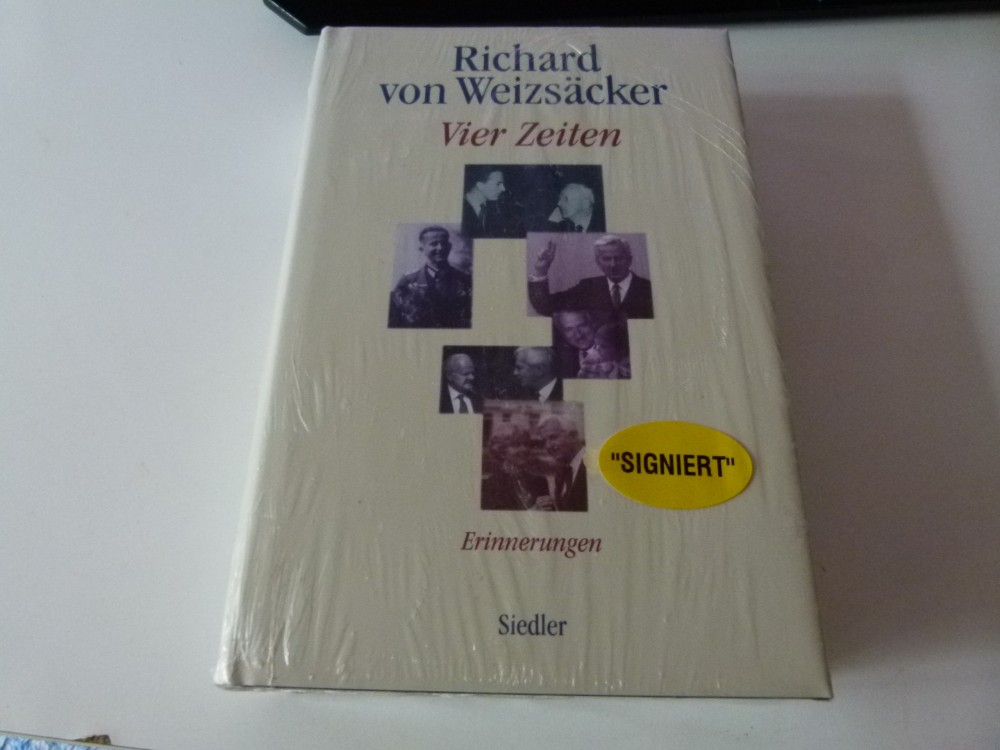 Richard
von Weizsäcker
Vier Zeiten
"SIGNIERT"
Erinnerungen
Siedler